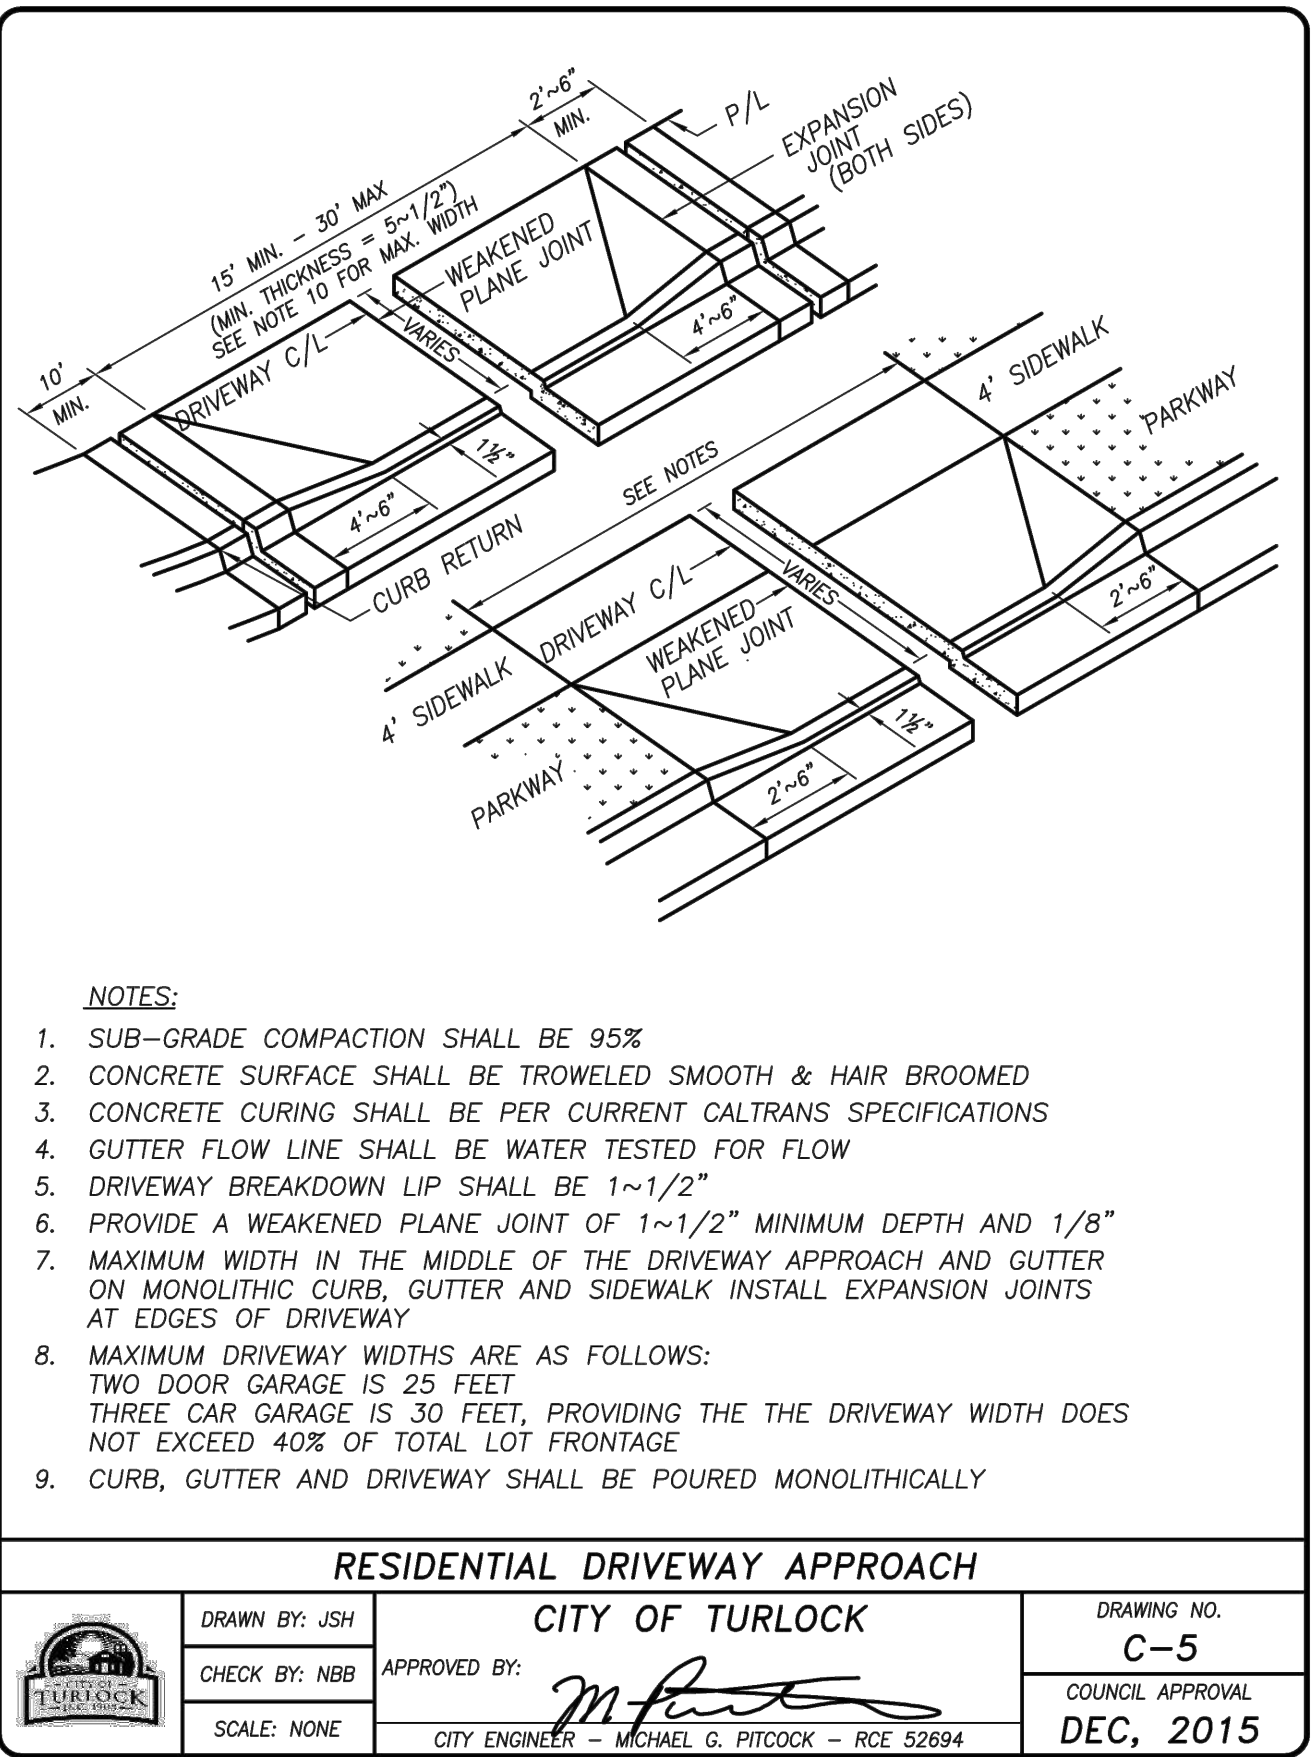 2'~6"
MIN.
P/L
EXPANSION
JOINT
(BOTH SIDES)
15' MIN. - 30' MAX
(MIN. THICKNESS = 5~1/2")
SEE NOTE 10 FOR MAX. WIDTH
WEAKENED
PLANE JOINT
4'~6"
VARIES
DRIVEWAY C/L
10'
MIN.
1½"
4'~6"
CURB RETURN
4' SIDEWALK
PARKWAY
SEE NOTES
VARIES
2'~6"
DRIVEWAY C/L
WEAKENED
PLANE JOINT
4' SIDEWALK
1½"
2'~6"
PARKWAY
NOTES:
1. SUB-GRADE COMPACTION SHALL BE 95%
2. CONCRETE SURFACE SHALL BE TROWELED SMOOTH & HAIR BROOMED
3. CONCRETE CURING SHALL BE PER CURRENT CALTRANS SPECIFICATIONS
4. GUTTER FLOW LINE SHALL BE WATER TESTED FOR FLOW
5. DRIVEWAY BREAKDOWN LIP SHALL BE 1~1/2"
6. PROVIDE A WEAKENED PLANE JOINT OF 1~1/2" MINIMUM DEPTH AND 1/8"
7. MAXIMUM WIDTH IN THE MIDDLE OF THE DRIVEWAY APPROACH AND GUTTER
ON MONOLITHIC CURB, GUTTER AND SIDEWALK INSTALL EXPANSION JOINTS
AT EDGES OF DRIVEWAY
8. MAXIMUM DRIVEWAY WIDTHS ARE AS FOLLOWS:
TWO DOOR GARAGE IS 25 FEET
THREE CAR GARAGE IS 30 FEET, PROVIDING THE THE DRIVEWAY WIDTH DOES
NOT EXCEED 40% OF TOTAL LOT FRONTAGE
9. CURB, GUTTER AND DRIVEWAY SHALL BE POURED MONOLITHICALLY
RESIDENTIAL DRIVEWAY APPROACH
CITY OF
TURLOCK
INC. 1908
DRAWN BY: JSH
CHECK BY: NBB
SCALE: NONE
CITY OF TURLOCK
APPROVED BY:
CITY ENGINEER - MICHAEL G. PITCOCK - RCE 52694
DRAWING NO.
C-5
COUNCIL APPROVAL
DEC, 2015